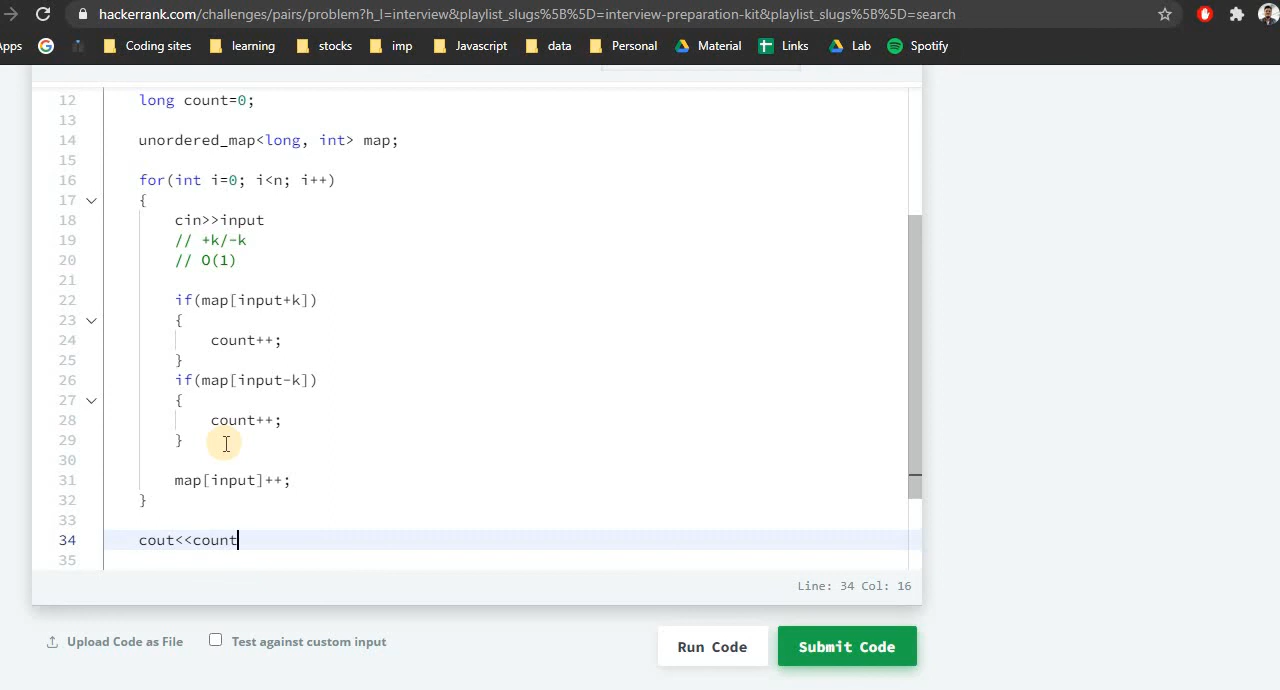 hackerrank.com/challenges/pairs/problem?h_l=interview&playlist_slugs%5B%5D=interview-preparation-kit&playlist_slugs%5B%5D=search
Apps Coding sites learning stocks imp Javascript data Personal Material Links Lab Spotify
12 long count=0;
13
14 unordered_map<long, int> map;
15
16 for(int i=0; i<n; i++)
17 {
18 cin>>input
19 // +k/-k
20 // O(1)
21
22 if(map[input+k])
23 {
24 count++;
25 }
26 if(map[input-k])
27 {
28 count++;
29 }
30
31 map[input]++;
32 }
33
34 cout<<count
35
Line: 34 Col: 16
Upload Code as File Test against custom input Run Code Submit Code